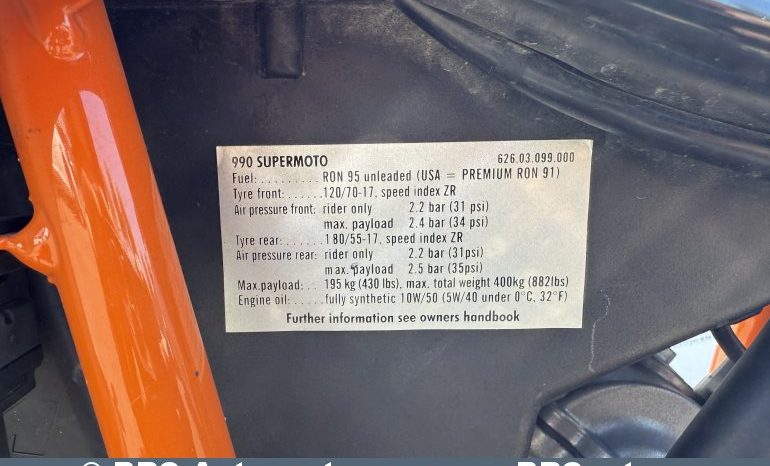 990 SUPERMOTO 626.03.099.000
Fuel:......... RON 95 unleaded (USA = PREMIUM RON 91)
Tyre front:......120/70-17, speed index ZR
Air pressure front: rider only 2.2 bar (31 psi)
max. payload 2.4 bar (34 psi)
Tyre rear:......180/55-17, speed index ZR
Air pressure rear: rider only 2.2 bar (31psi)
max. payload 2.5 bar (35psi)
Max.payload:... 195 kg (430 lbs), max. total weight 400kg (882lbs)
Engine oil:.....fully synthetic 10W/50 (5W/40 under 0°C, 32°F)
Further information see owners handbook